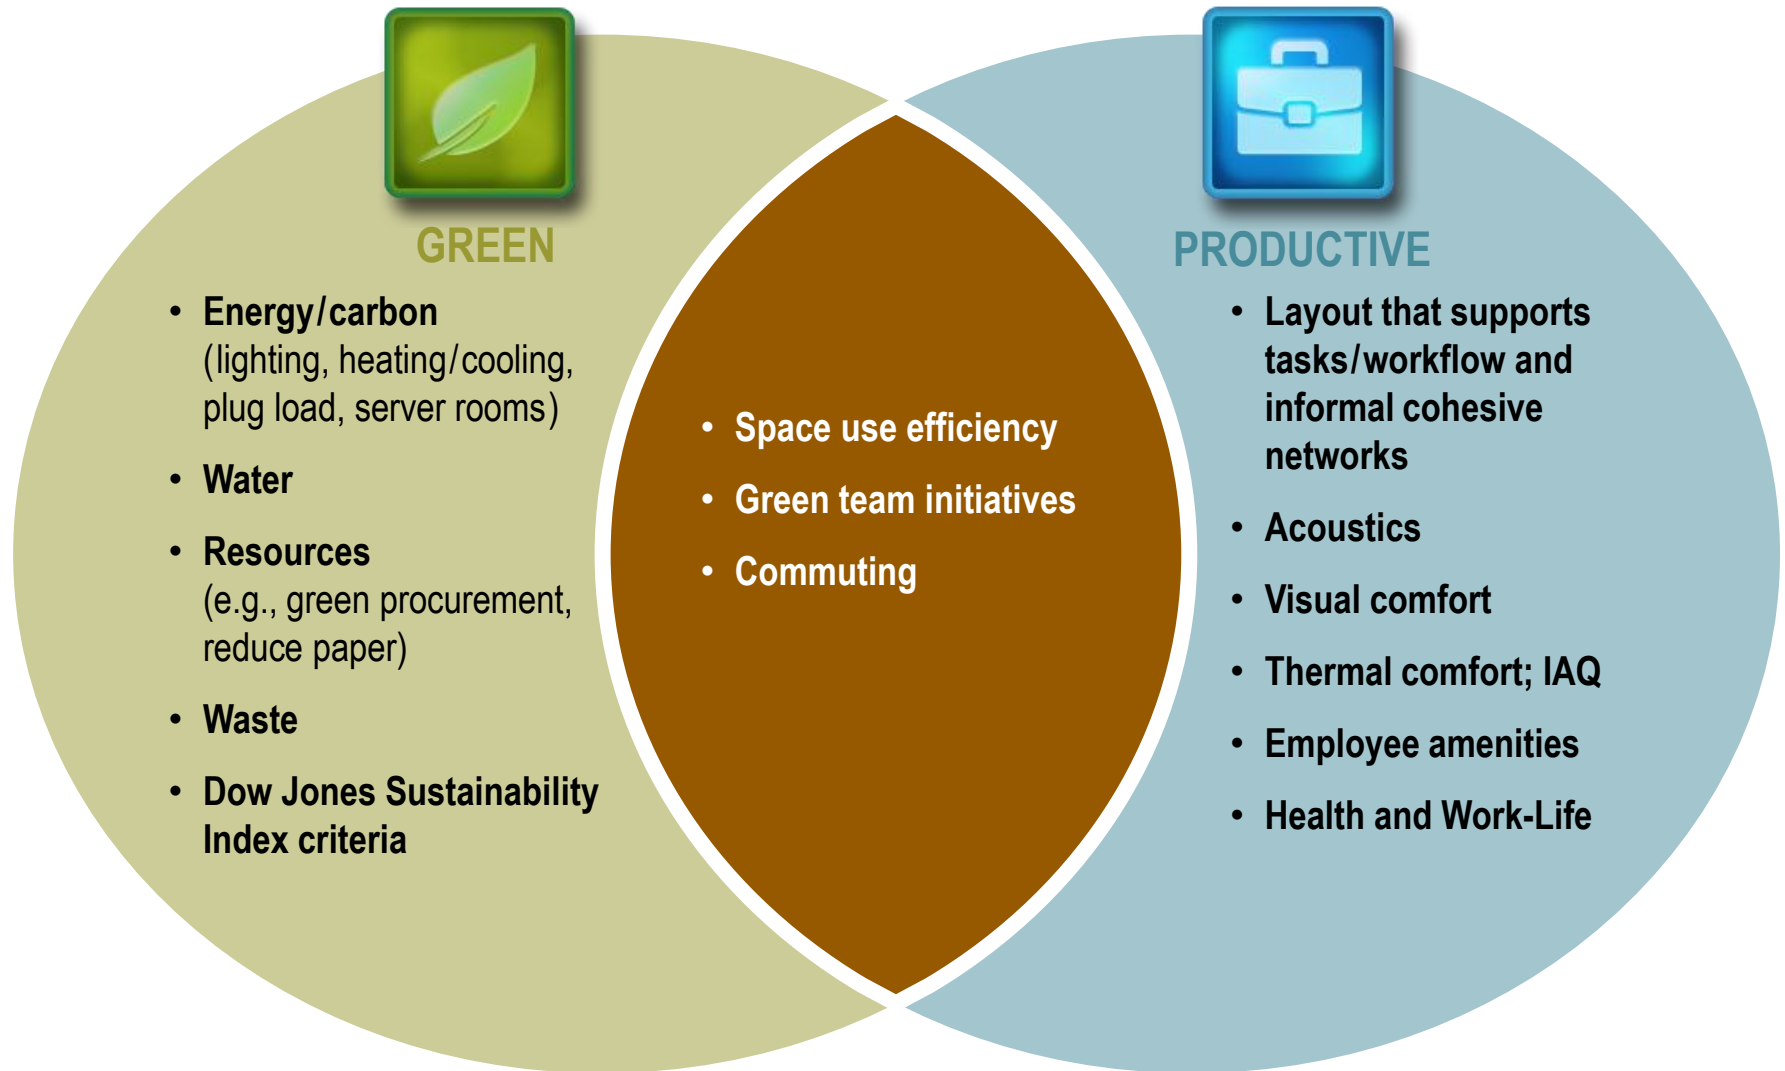 GREEN
• Energy/carbon
(lighting, heating/cooling,
plug load, server rooms)
• Water
• Resources
(e.g., green procurement,
reduce paper)
• Waste
• Dow Jones Sustainability
Index criteria
• Space use efficiency
• Green team initiatives
• Commuting
PRODUCTIVE
• Layout that supports
tasks/workflow and
informal cohesive
networks
• Acoustics
• Visual comfort
• Thermal comfort; IAQ
• Employee amenities
• Health and Work-Life